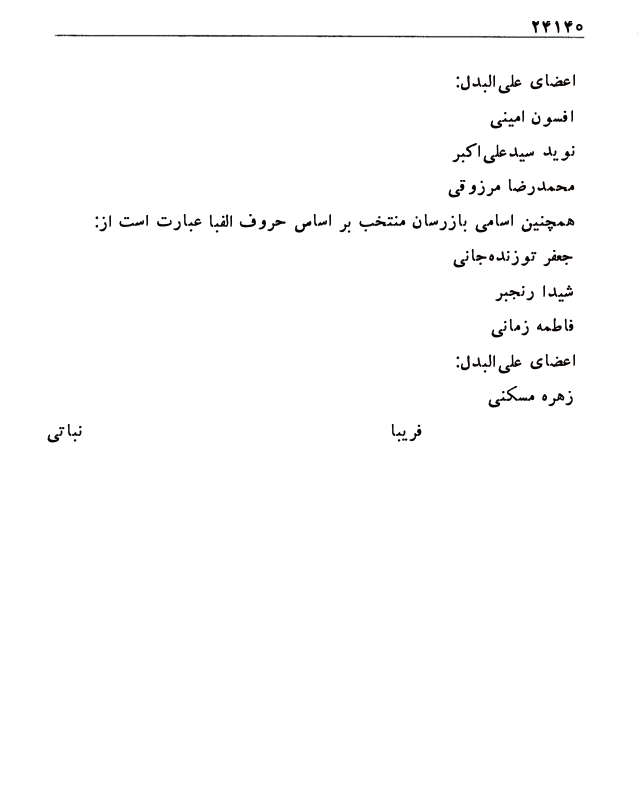 ۲۴۱۴۰
اعضای علی‌البدل:
افسون امینی
نوید سیدعلی‌اکبر
محمدرضا مرزوقی
همچنین اسامی بازرسان منتخب بر اساس حروف الفبا عبارت است از:
جعفر توزنده‌جانی
شیدا رنجبر
فاطمه زمانی
اعضای علی‌البدل:
زهره مسکنی
فریبا نباتی